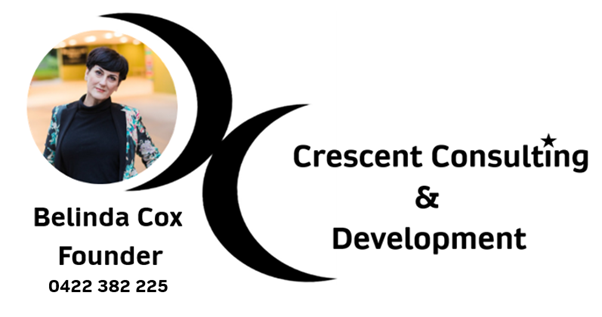 Belinda Cox
Founder
0422 382 225
Crescent Consulting
&
Development